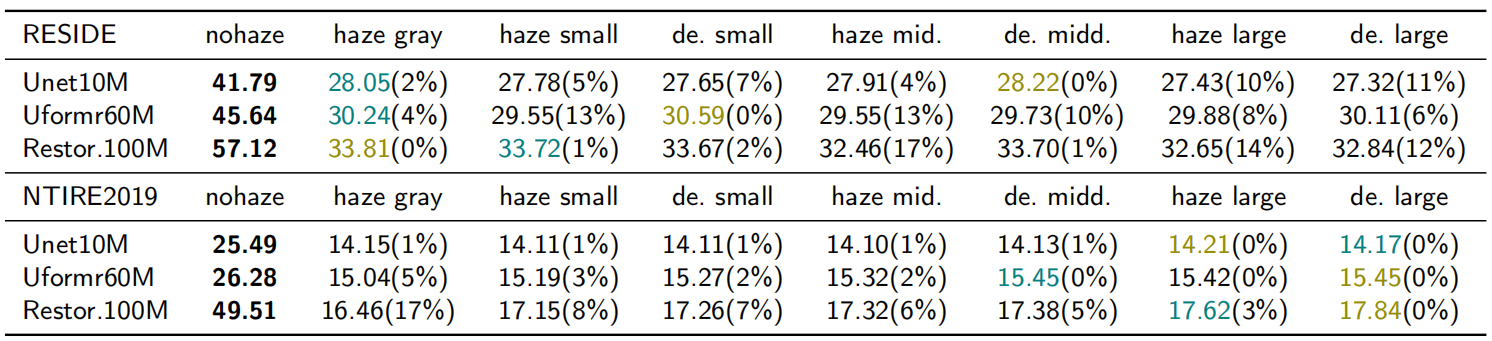 RESIDE nohaze haze gray haze small de. small haze mid. de. midd. haze large de. large
Unet10M 41.79 28.05(2%) 27.78(5%) 27.65(7%) 27.91(4%) 28.22(0%) 27.43(10%) 27.32(11%)
Uformr60M 45.64 30.24(4%) 29.55(13%) 30.59(0%) 29.55(13%) 29.73(10%) 29.88(8%) 30.11(6%)
Restor.100M 57.12 33.81(0%) 33.72(1%) 33.67(2%) 32.46(17%) 33.70(1%) 32.65(14%) 32.84(12%)
NTIRE2019 nohaze haze gray haze small de. small haze mid. de. midd. haze large de. large
Unet10M 25.49 14.15(1%) 14.11(1%) 14.11(1%) 14.10(1%) 14.13(1%) 14.21(0%) 14.17(0%)
Uformr60M 26.28 15.04(5%) 15.19(3%) 15.27(2%) 15.32(2%) 15.45(0%) 15.42(0%) 15.45(0%)
Restor.100M 49.51 16.46(17%) 17.15(8%) 17.26(7%) 17.32(6%) 17.38(5%) 17.62(3%) 17.84(0%)